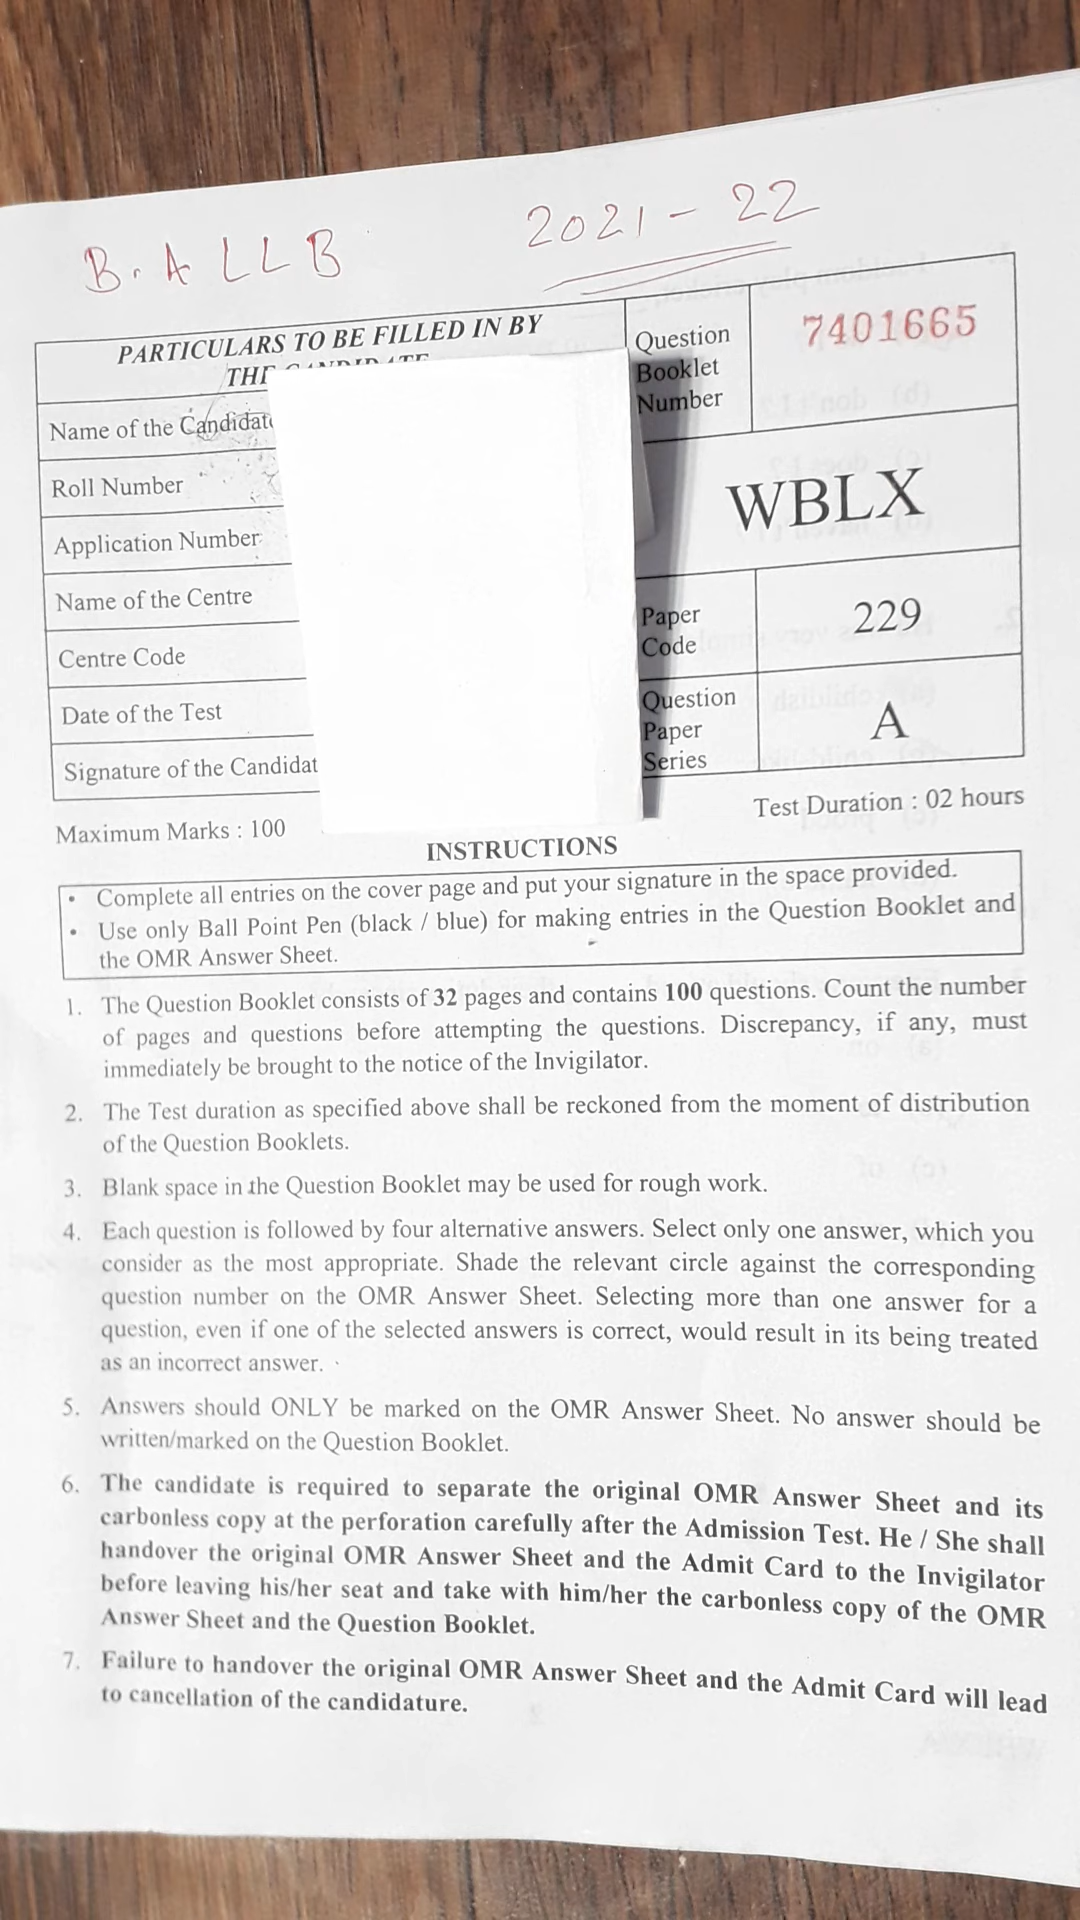 B.A LLB 2021-22
PARTICULARS TO BE FILLED IN BY
THE CANDIDATE
Question
Booklet
Number
7401665
Name of the Candidate
Roll Number
WBLX
Application Number
Name of the Centre
Paper
Code
229
Centre Code
Date of the Test
Question
Paper
Series
A
Signature of the Candidat
Maximum Marks : 100
Test Duration : 02 hours
INSTRUCTIONS
• Complete all entries on the cover page and put your signature in the space provided.
• Use only Ball Point Pen (black / blue) for making entries in the Question Booklet and
the OMR Answer Sheet.
1. The Question Booklet consists of 32 pages and contains 100 questions. Count the number
of pages and questions before attempting the questions. Discrepancy, if any, must
immediately be brought to the notice of the Invigilator.
2. The Test duration as specified above shall be reckoned from the moment of distribution
of the Question Booklets.
3. Blank space in the Question Booklet may be used for rough work.
4. Each question is followed by four alternative answers. Select only one answer, which you
consider as the most appropriate. Shade the relevant circle against the corresponding
question number on the OMR Answer Sheet. Selecting more than one answer for a
question, even if one of the selected answers is correct, would result in its being treated
as an incorrect answer.
5. Answers should ONLY be marked on the OMR Answer Sheet. No answer should be
written/marked on the Question Booklet.
6. The candidate is required to separate the original OMR Answer Sheet and its
carbonless copy at the perforation carefully after the Admission Test. He / She shall
handover the original OMR Answer Sheet and the Admit Card to the Invigilator
before leaving his/her seat and take with him/her the carbonless copy of the OMR
Answer Sheet and the Question Booklet.
7. Failure to handover the original OMR Answer Sheet and the Admit Card will lead
to cancellation of the candidature.